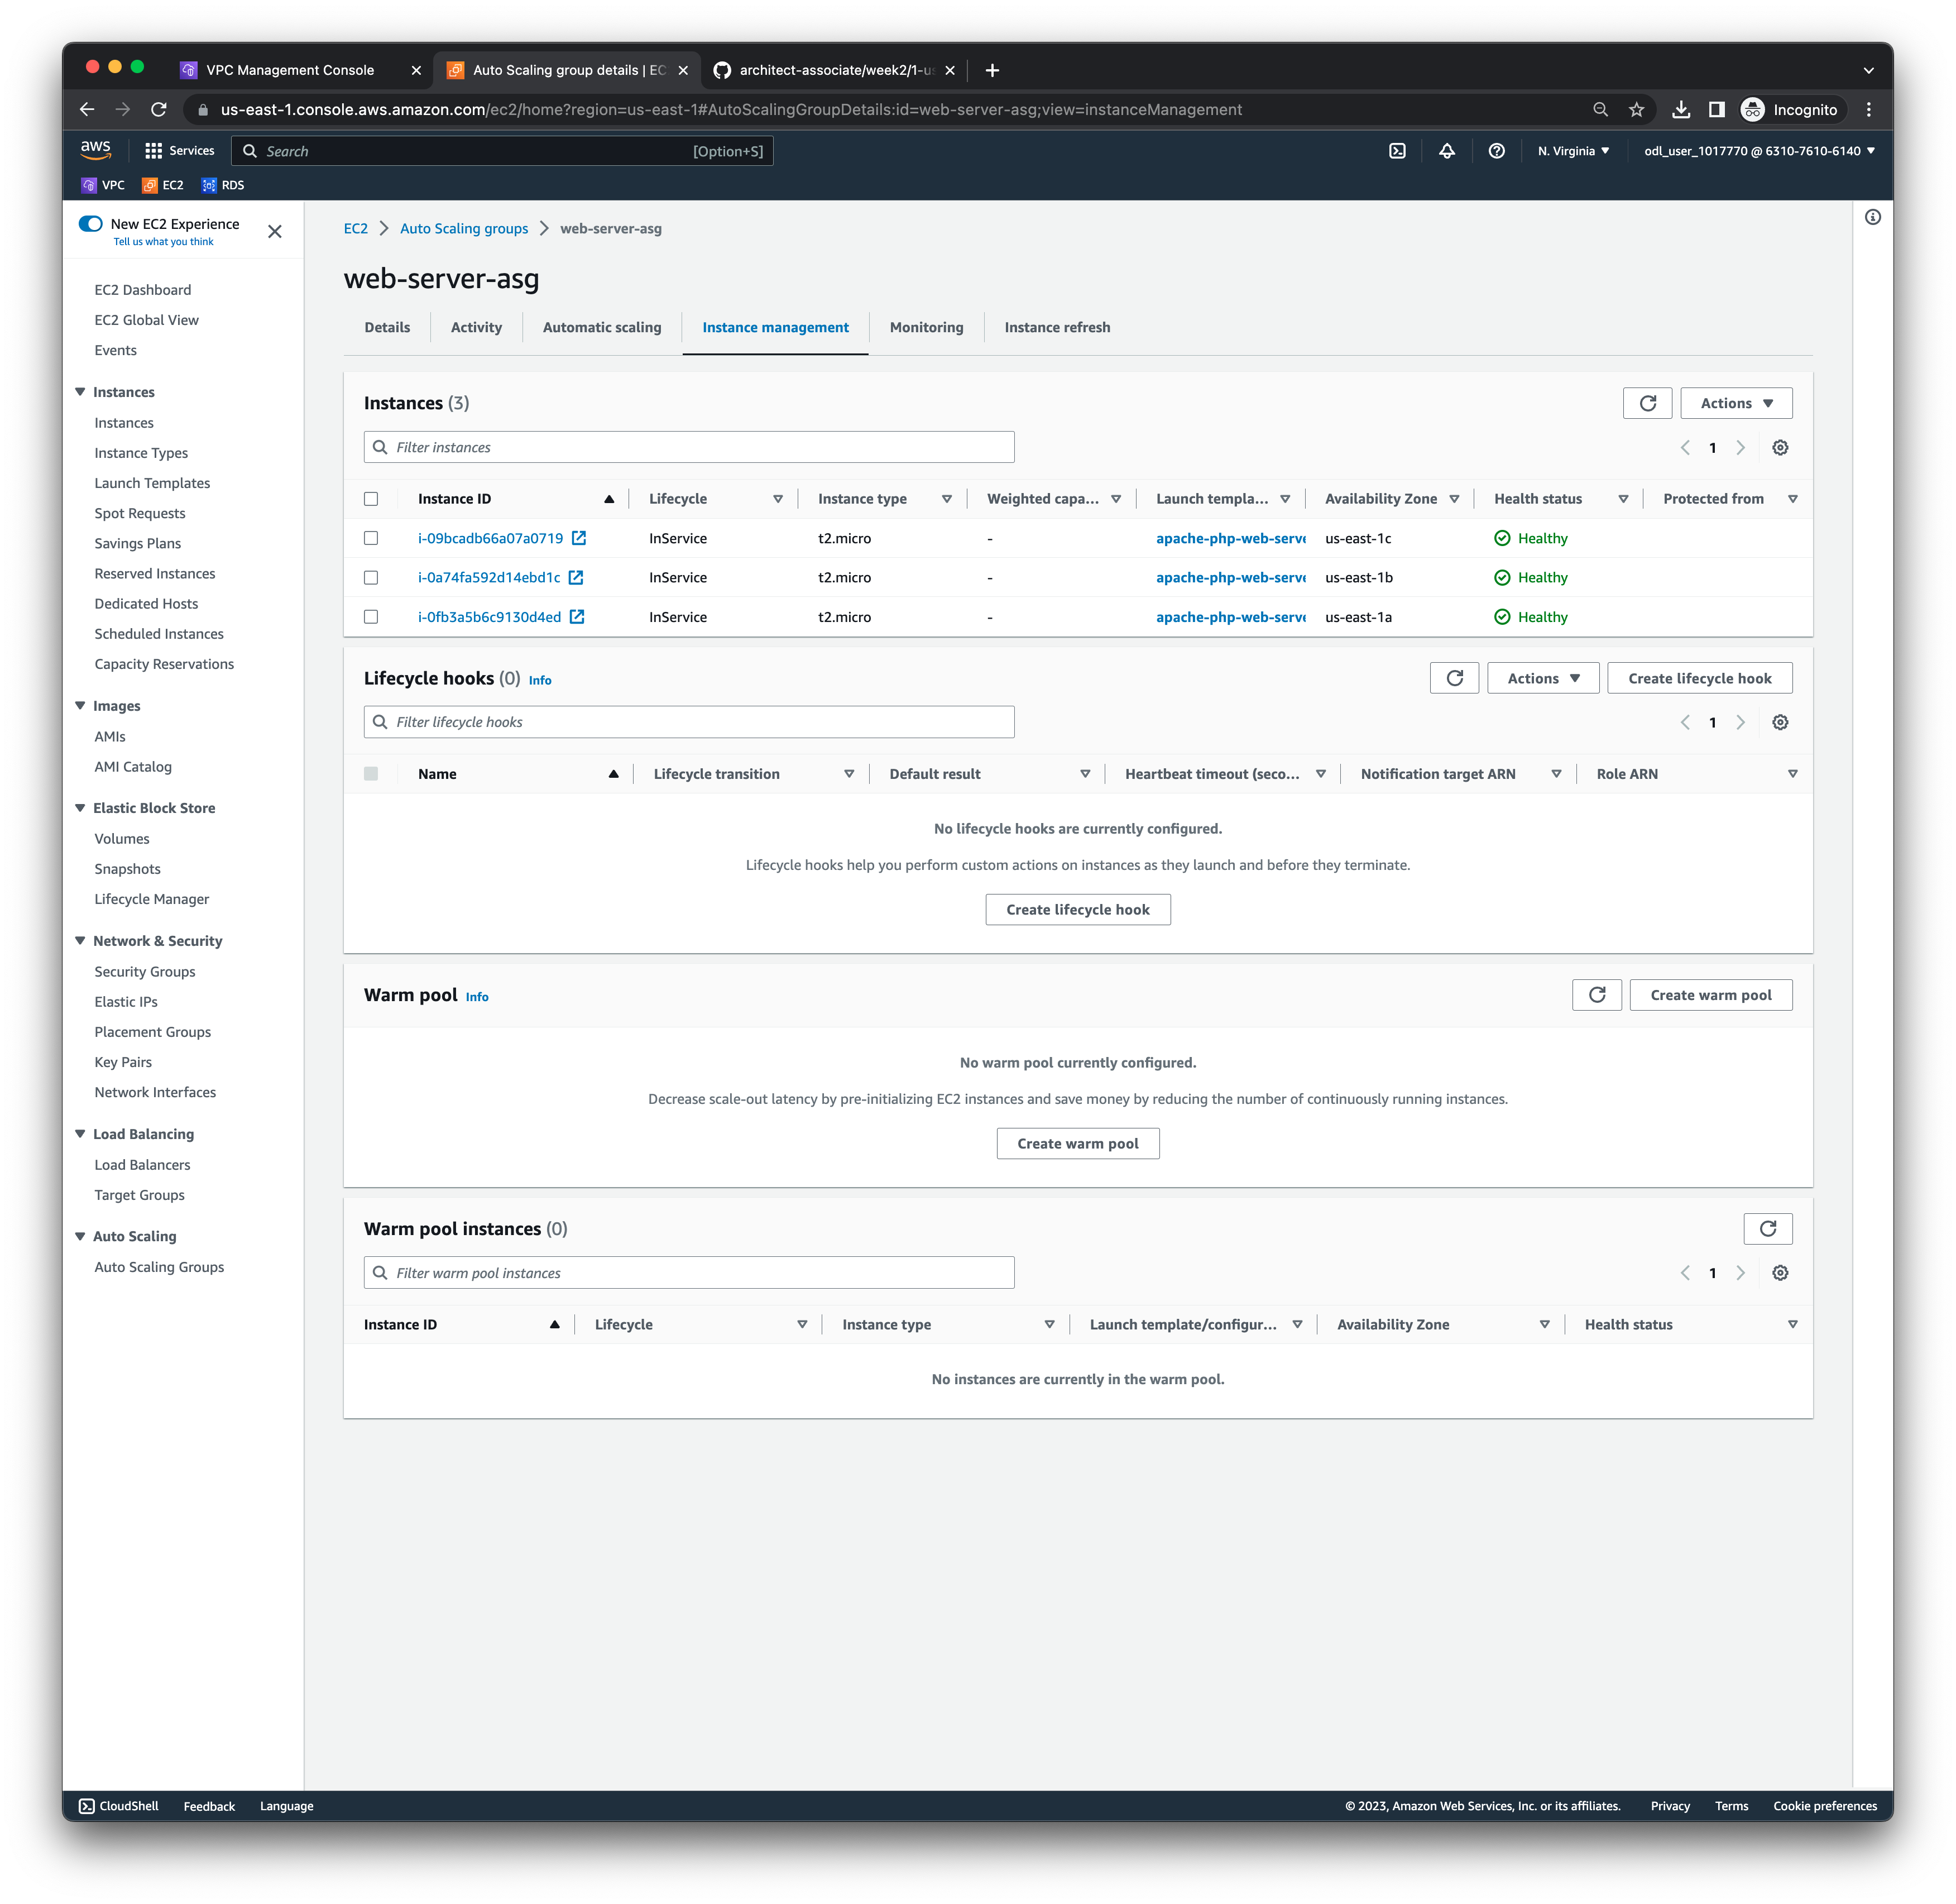 VPC Management Console
Auto Scaling group details | EC
architect-associate/week2/1-us
us-east-1.console.aws.amazon.com/ec2/home?region=us-east-1#AutoScalingGroupDetails:id=web-server-asg;view=instanceManagement
Incognito
aws
Services
Search
[Option+S]
N. Virginia
odl_user_1017770 @ 6310-7610-6140
VPC
EC2
RDS
New EC2 Experience
Tell us what you think
EC2 Dashboard
EC2 Global View
Events
Instances
Instances
Instance Types
Launch Templates
Spot Requests
Savings Plans
Reserved Instances
Dedicated Hosts
Scheduled Instances
Capacity Reservations
Images
AMIs
AMI Catalog
Elastic Block Store
Volumes
Snapshots
Lifecycle Manager
Network & Security
Security Groups
Elastic IPs
Placement Groups
Key Pairs
Network Interfaces
Load Balancing
Load Balancers
Target Groups
Auto Scaling
Auto Scaling Groups
EC2 > Auto Scaling groups > web-server-asg
web-server-asg
Details Activity Automatic scaling Instance management Monitoring Instance refresh
Instances (3)
Actions
Filter instances
1
Instance ID Lifecycle Instance type Weighted capa... Launch templa... Availability Zone Health status Protected from
i-09bcadb66a07a0719 InService t2.micro - apache-php-web-serve us-east-1c Healthy
i-0a74fa592d14ebd1c InService t2.micro - apache-php-web-serve us-east-1b Healthy
i-0fb3a5b6c9130d4ed InService t2.micro - apache-php-web-serve us-east-1a Healthy
Lifecycle hooks (0) Info
Actions
Create lifecycle hook
Filter lifecycle hooks
1
Name Lifecycle transition Default result Heartbeat timeout (seco... Notification target ARN Role ARN
No lifecycle hooks are currently configured.
Lifecycle hooks help you perform custom actions on instances as they launch and before they terminate.
Create lifecycle hook
Warm pool Info
Create warm pool
No warm pool currently configured.
Decrease scale-out latency by pre-initializing EC2 instances and save money by reducing the number of continuously running instances.
Create warm pool
Warm pool instances (0)
Filter warm pool instances
1
Instance ID Lifecycle Instance type Launch template/configur... Availability Zone Health status
No instances are currently in the warm pool.
CloudShell Feedback Language
© 2023, Amazon Web Services, Inc. or its affiliates. Privacy Terms Cookie preferences